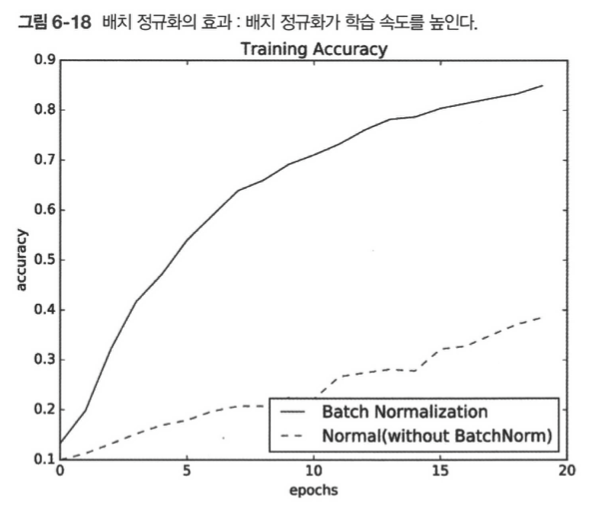 그림 6-18 배치 정규화의 효과 : 배치 정규화가 학습 속도를 높인다.
Training Accuracy
0.9
0.8
0.7
0.6
0.5
0.4
0.3
0.2
0.1
accuracy
Batch Normalization
Normal(without BatchNorm)
0 5 10 15 20
epochs